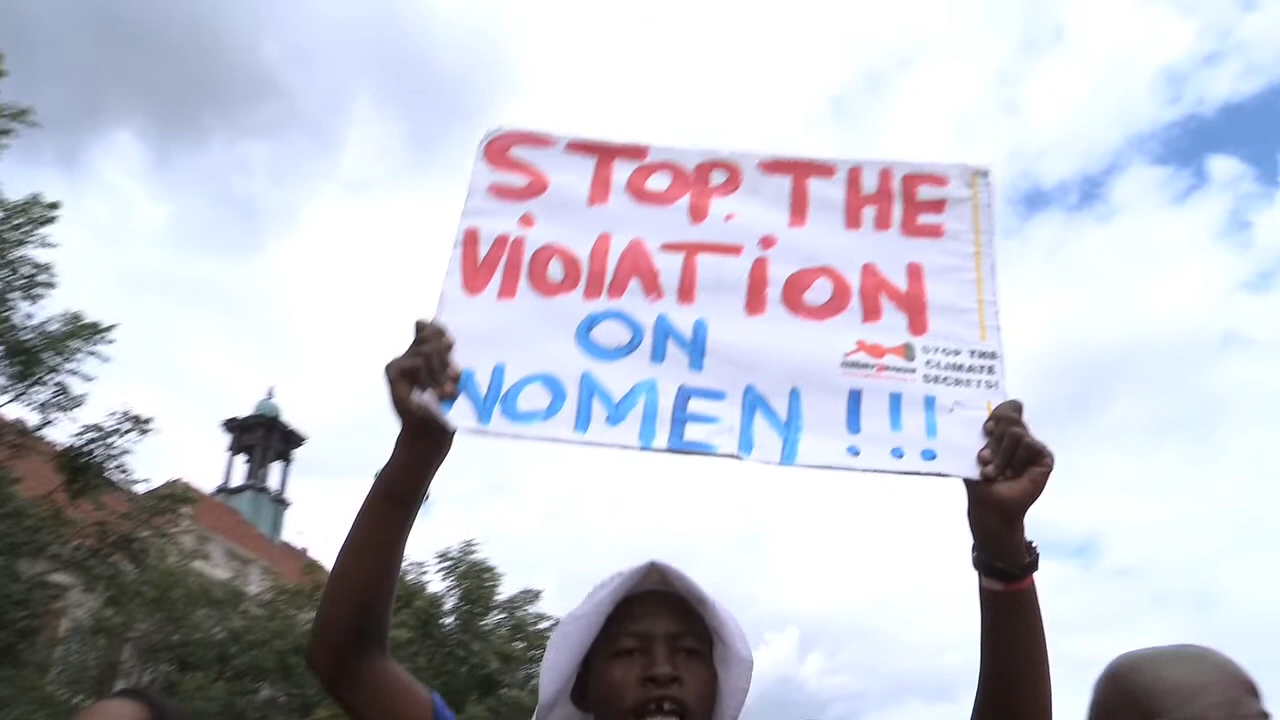 STOP. THE
ViOLATiON
ON
WOMEN !!!
STOP THE
CLIMATE
SECRETS!